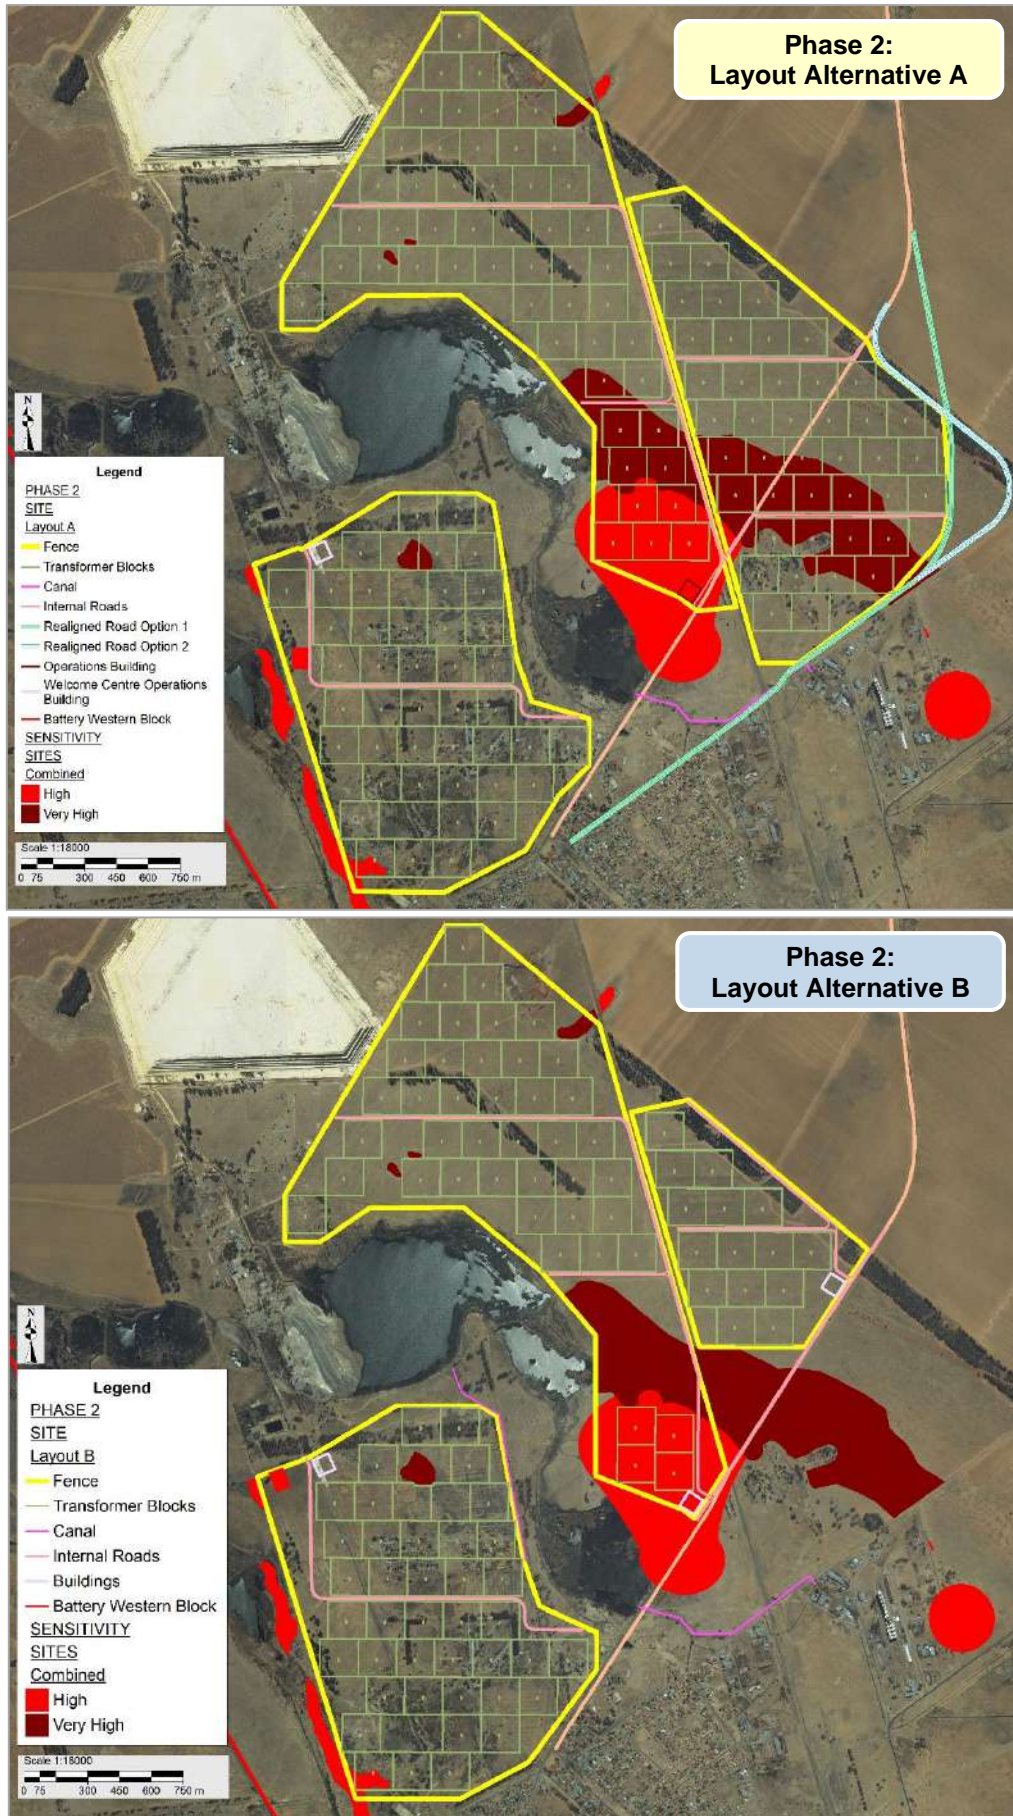 Phase 2:
Layout Alternative A
N
Legend
PHASE 2
SITE
Layout A
Fence
Transformer Blocks
Canal
Internal Roads
Realigned Road Option 1
Realigned Road Option 2
Operations Building
Welcome Centre Operations
Building
Battery Western Block
SENSITIVITY
SITES
Combined
High
Very High
Scale 1:18000
0 75 300 450 600 750 m
Phase 2:
Layout Alternative B
N
Legend
PHASE 2
SITE
Layout B
Fence
Transformer Blocks
Canal
Internal Roads
Buildings
Battery Western Block
SENSITIVITY
SITES
Combined
High
Very High
Scale 1:18000
0 75 300 450 600 750 m